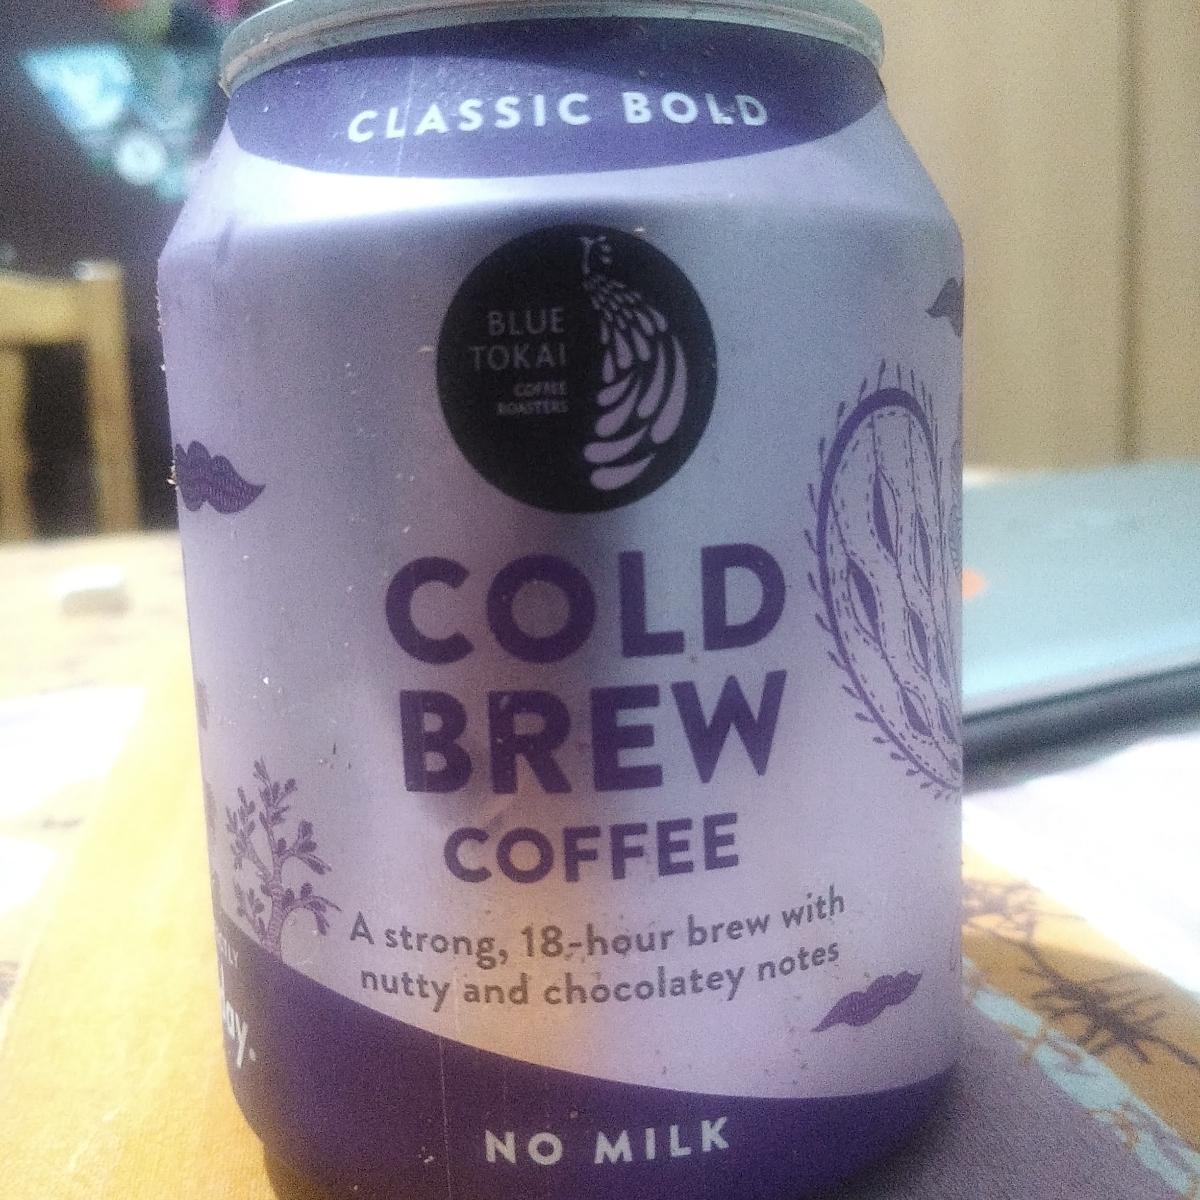 CLASSIC BOLD
BLUE
TOKAI
COFFEE
ROASTERS
COLD
BREW
COFFEE
A strong, 18-hour brew with
nutty and chocolatey notes
NO MILK